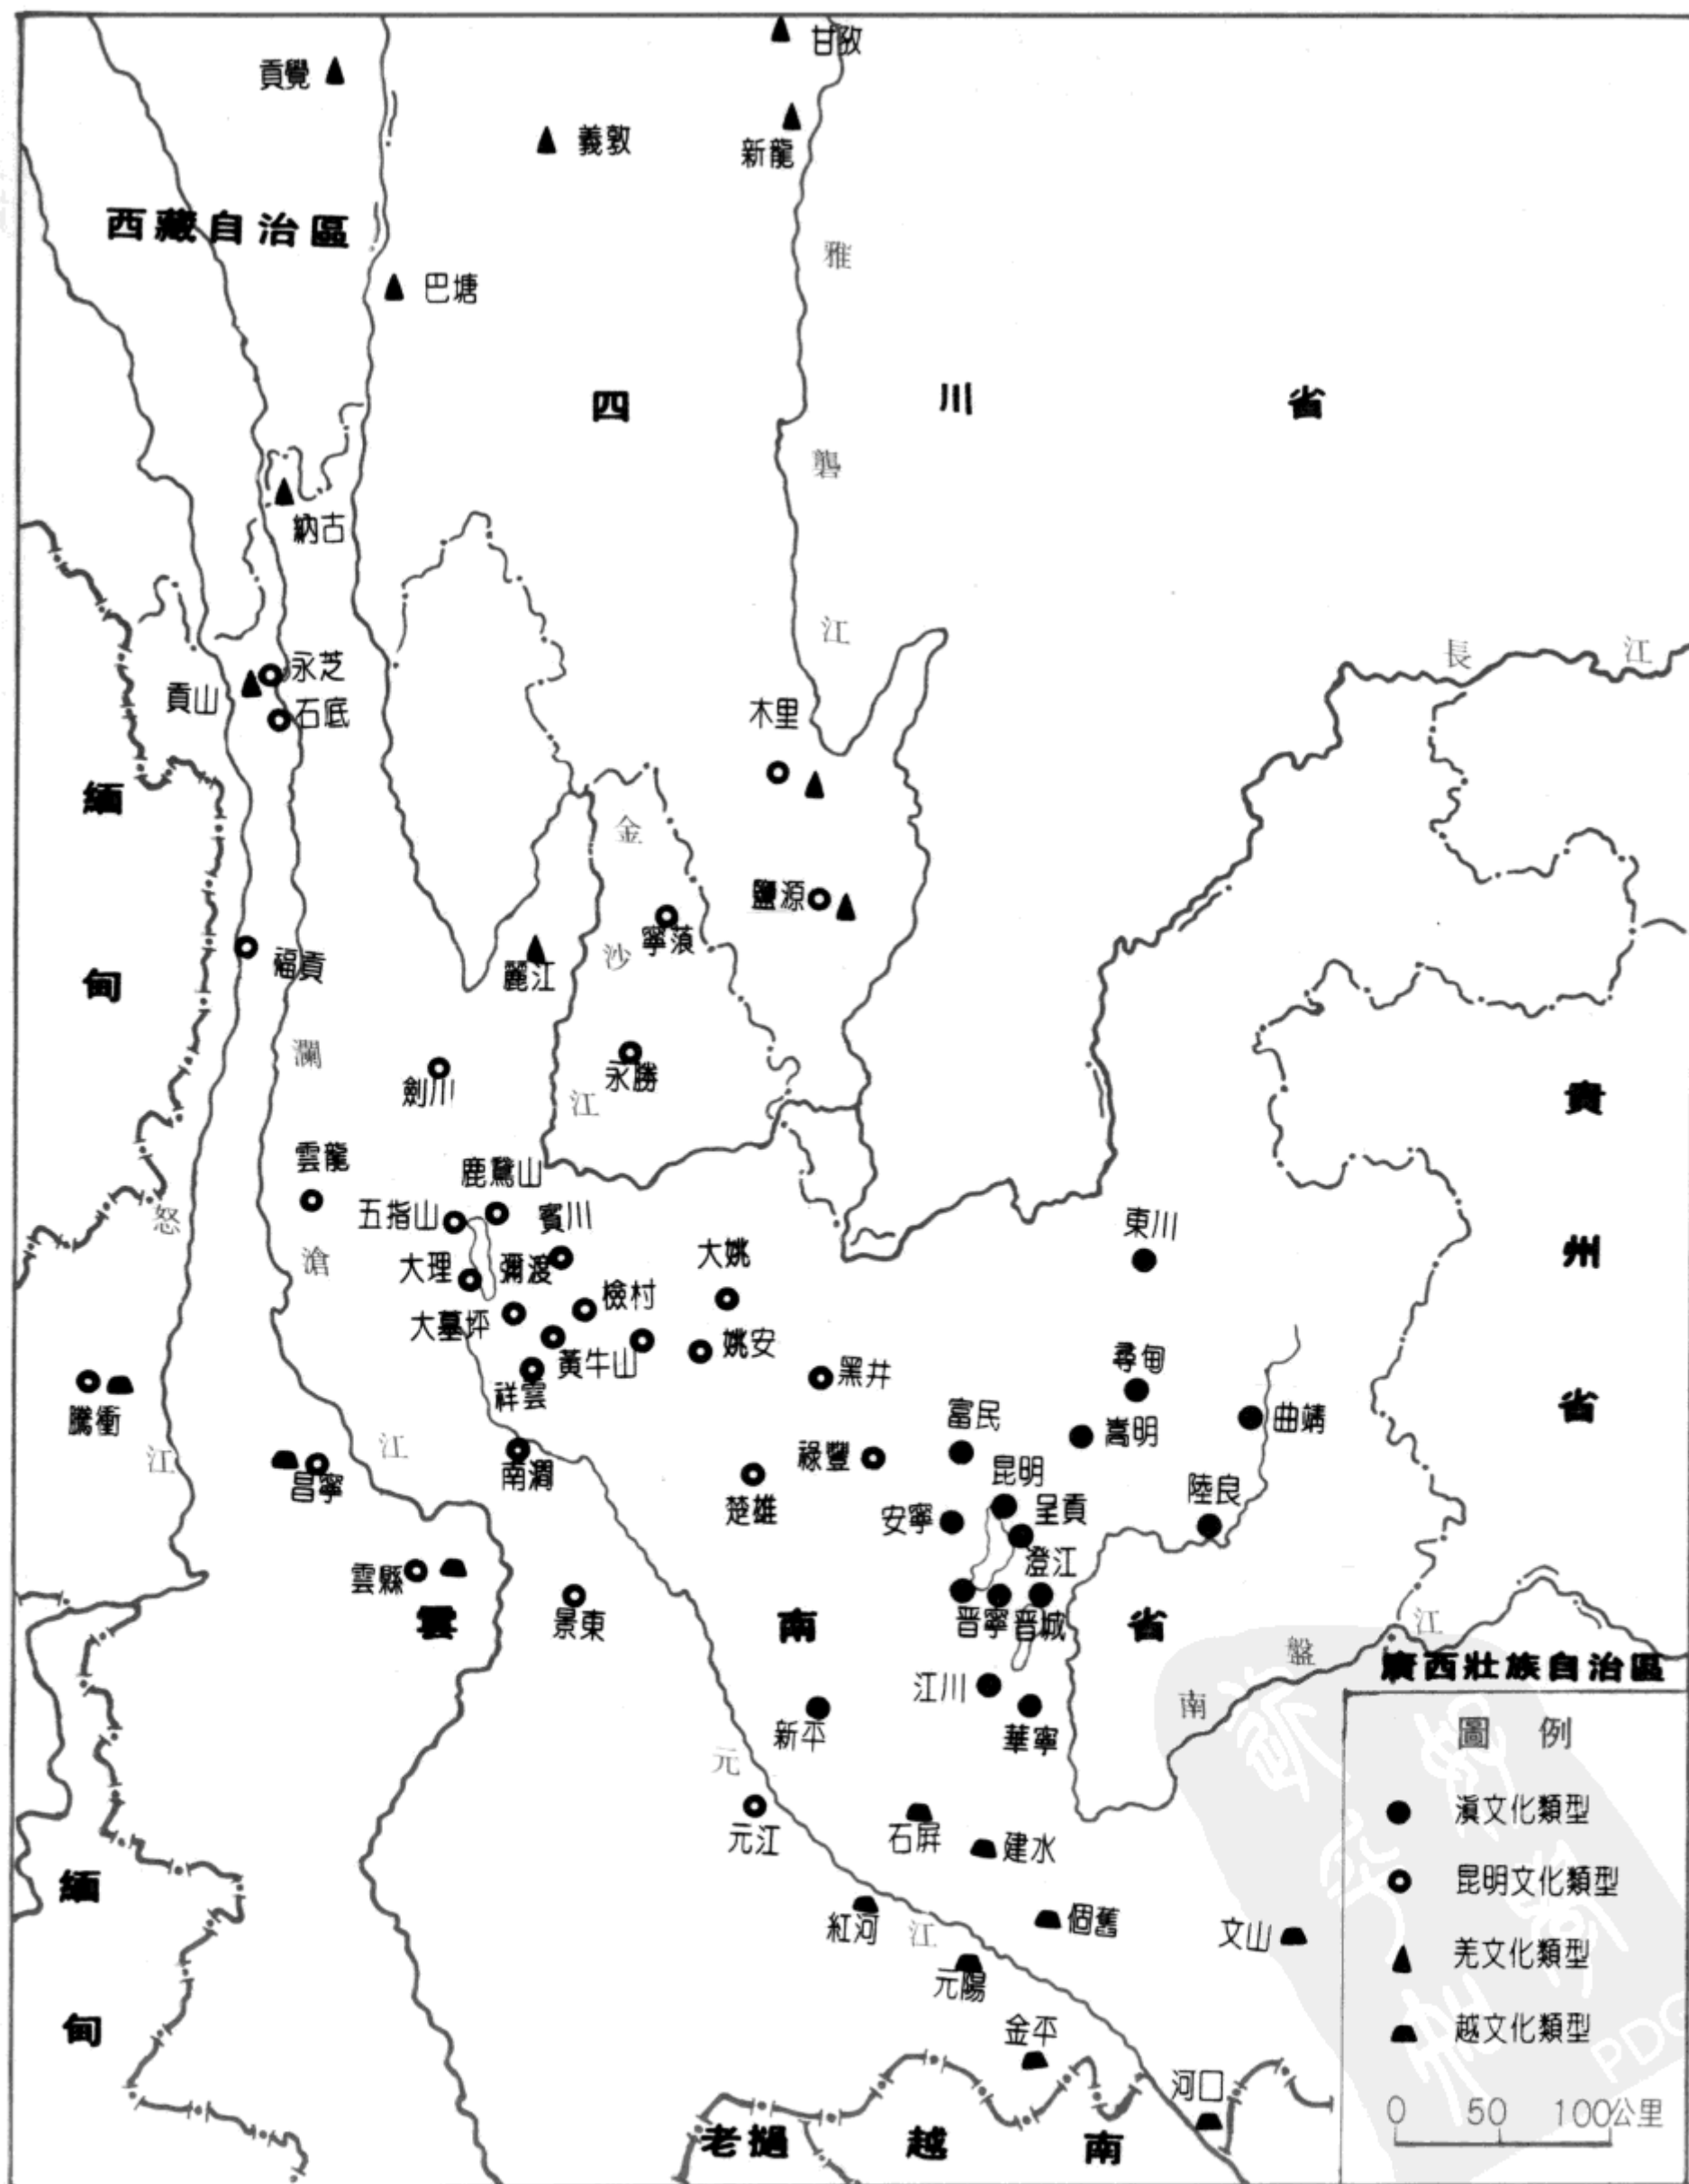 甘孜
貢覺
義敦
新龍
西藏自治區
雅
巴塘
四川省
礱
納古
江
長江
永芝
貢山
石底
木里
緬
金
鹽源
寧蒗
沙
福貢
麗江
甸
瀾
永勝
劍川
江
貴
雲龍
鹿鵞山
五指山
賓川
怒
東川
大姚
州
滄
大理
彌渡
檢村
大墓坪
姚安
黃牛山
尋甸
黑井
祥雲
省
騰衝
富民
嵩明
曲靖
江
江
祿豐
昆明
南澗
昌寧
陸良
楚雄
安寧
呈貢
澄江
雲縣
雲南省
景東
晉寧
晉城
江
盤
廣西壯族自治區
江川
南
新平
華寧
圖例
元
滇文化類型
元江
石屏
建水
昆明文化類型
緬
紅河
江
個舊
文山
羌文化類型
元陽
甸
金平
越文化類型
河口
0 50 100公里
老撾
越南
PDG